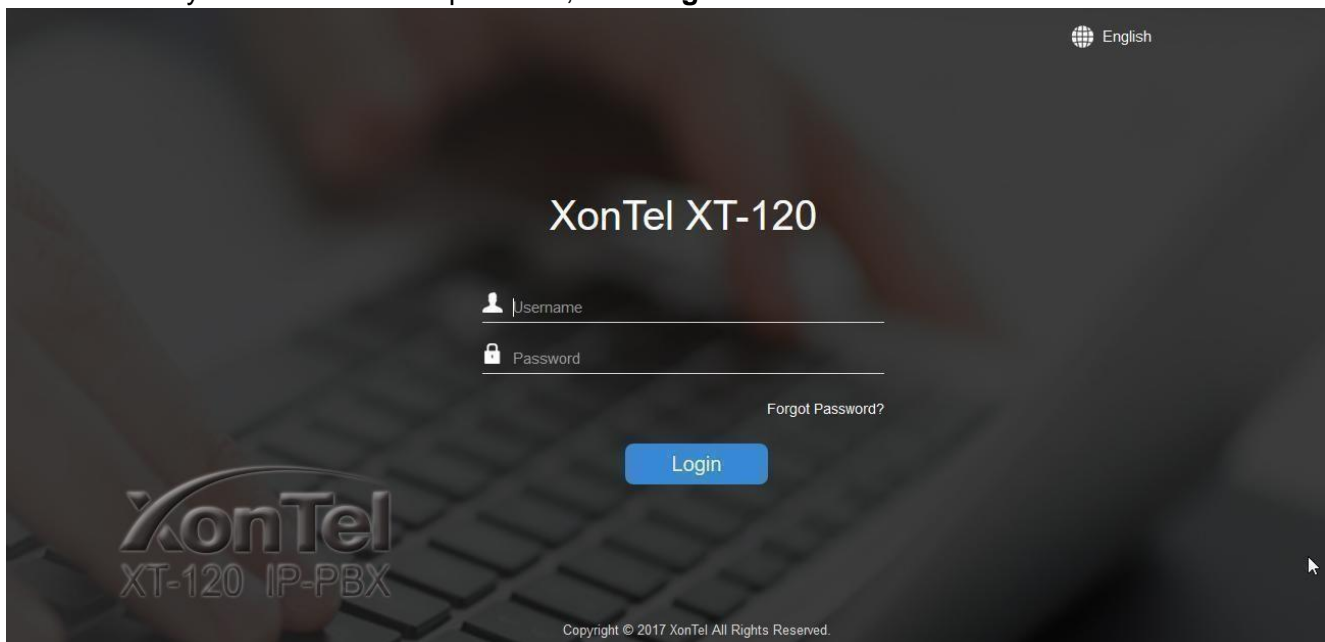 English
XonTel XT-120
Username
Password
Forgot Password?
Login
XonTel
XT-120 IP-PBX
Copyright © 2017 XonTel All Rights Reserved.